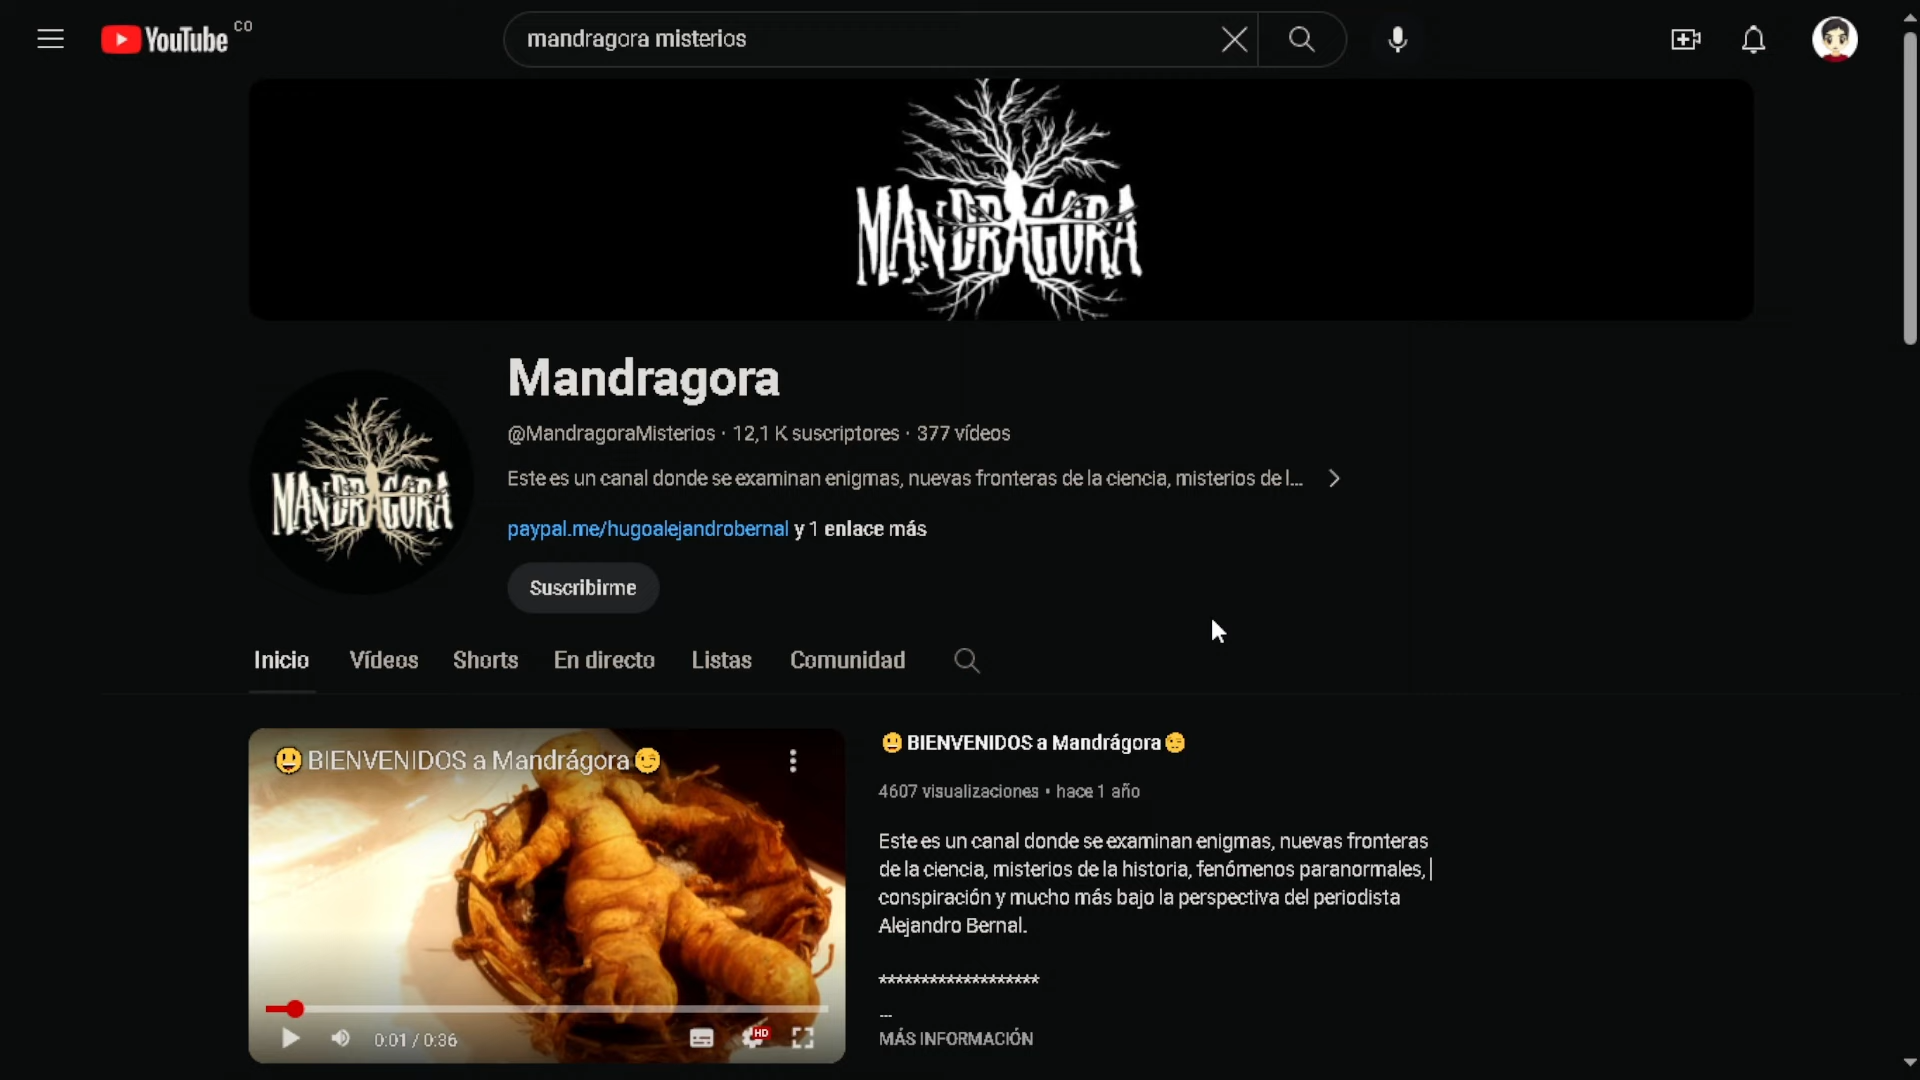 YouTube CO
mandragora misterios
MANDRAGORA
Mandragora
MANDRAGORA
@MandragoraMisterios · 12,1 K suscriptores · 377 vídeos
Este es un canal donde se examinan enigmas, nuevas fronteras de la ciencia, misterios de l...
paypal.me/hugoalejandrobernal y 1 enlace más
Suscribirme
Inicio Vídeos Shorts En directo Listas Comunidad
😃 BIENVENIDOS a Mandrágora 😉
0:01 / 0:36
HD
😃 BIENVENIDOS a Mandrágora 😉
4607 visualizaciones • hace 1 año
Este es un canal donde se examinan enigmas, nuevas fronteras
de la ciencia, misterios de la historia, fenómenos paranormales,
conspiración y mucho más bajo la perspectiva del periodista
Alejandro Bernal.
*******************
...
MÁS INFORMACIÓN